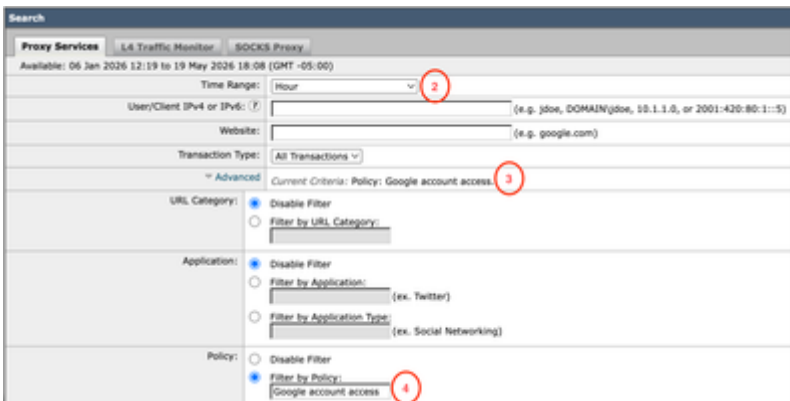 Search
Proxy Services L4 Traffic Monitor SOCKS Proxy
Available: 06 Jan 2026 12:19 to 19 May 2026 18:08 (GMT -05:00)
Time Range: Hour 2
User/Client IPv4 or IPv6: ? (e.g. jdoe, DOMAIN\jdoe, 10.1.1.0, or 2001:420:80:1::5)
Website: (e.g. google.com)
Transaction Type: All Transactions
Advanced Current Criteria: Policy: Google account access. 3
URL Category: Disable Filter
Filter by URL Category:
Application: Disable Filter
Filter by Application:
(ex. Twitter)
Filter by Application Type:
(ex. Social Networking)
Policy: Disable Filter
Filter by Policy:
Google account access 4